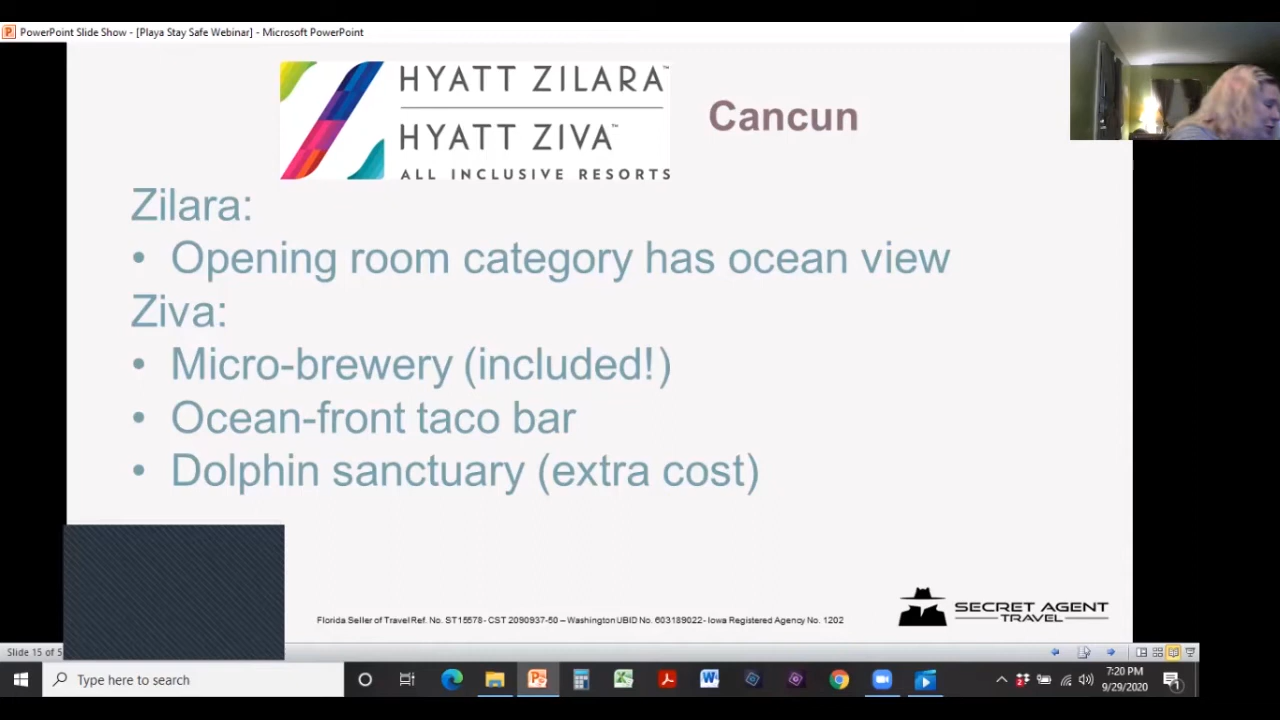 PowerPoint Slide Show - [Playa Stay Safe Webinar] - Microsoft PowerPoint
HYATT ZILARA™
HYATT ZIVA™
ALL INCLUSIVE RESORTS
Cancun
Zilara:
• Opening room category has ocean view
Ziva:
• Micro-brewery (included!)
• Ocean-front taco bar
• Dolphin sanctuary (extra cost)
SECRET AGENT
TRAVEL
Florida Seller of Travel Ref. No. ST15578- CST 2090937-50 – Washington UBID No. 603189022- Iowa Registered Agency No. 1202
Slide 15 of 5
Type here to search
7:20 PM
9/29/2020
1